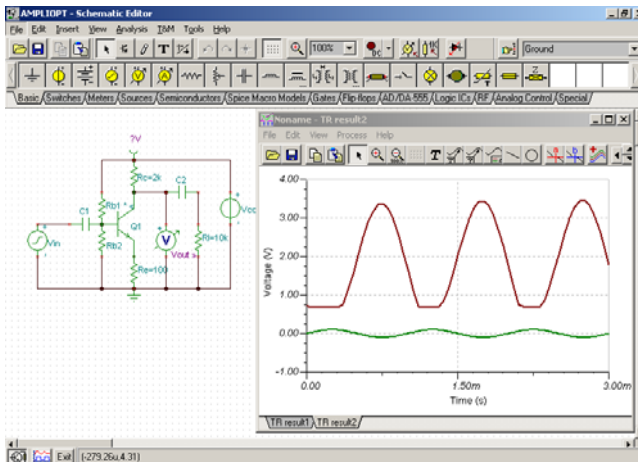 AMPLIOPT - Schematic Editor
File Edit Insert View Analysis T&M Tools Help
100%
Ground
Basic Switches Meters Sources Semiconductors Spice Macro Models Gates Flip-flops AD/DA-555 Logic ICs RF Analog Control Special
Noname - TR result2
File Edit View Process Help
?V
Rc=2k
C2
C1
Rb1
Q1
Vcc
Vin
Rb2
V
Rl=10k
Vout
Re=100
4.00
3.00
2.00
1.00
0.00
-1.00
Voltage (V)
0.00 1.50m 3.00m
Time (s)
TR result1 TR result2
Exit (-279.26u,4.31)